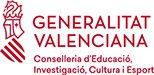 GENERALITAT
VALENCIANA
Conselleria d'Educació,
Investigació, Cultura i Esport